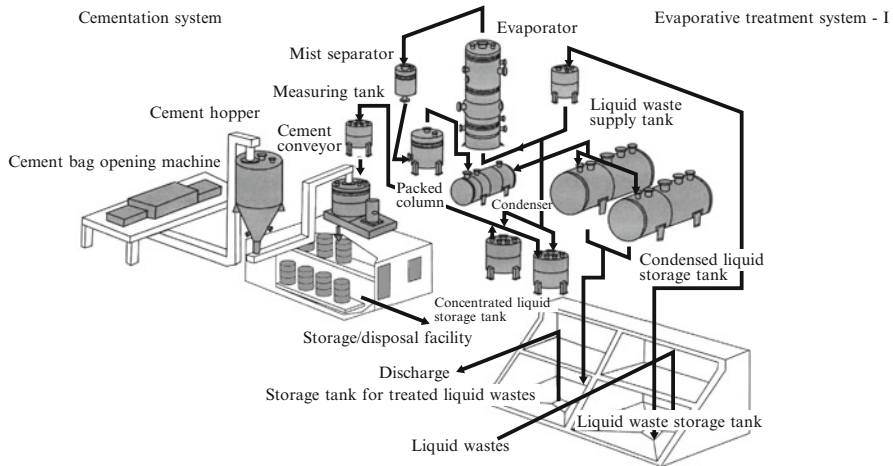 Cementation system
Evaporator
Evaporative treatment system - I
Mist separator
Measuring tank
Liquid waste
supply tank
Cement hopper
Cement
conveyor
Cement bag opening machine
Packed
column
Condenser
Condensed liquid
storage tank
Concentrated liquid
storage tank
Storage/disposal facility
Discharge
Storage tank for treated liquid wastes
Liquid waste storage tank
Liquid wastes